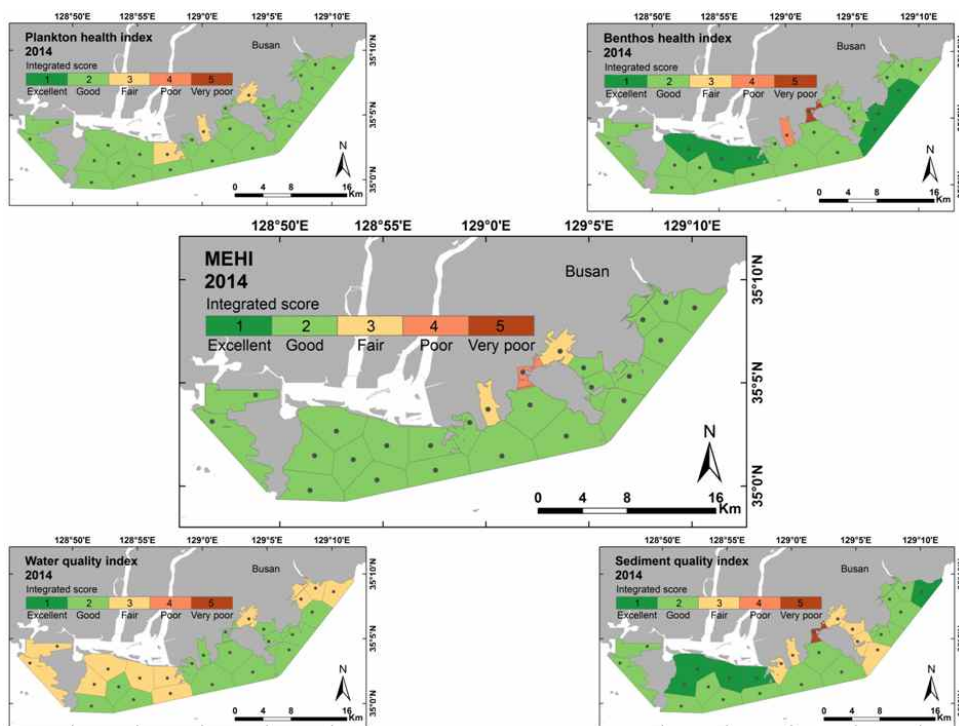 128°50'E 128°55'E 129°0'E 129°5'E 129°10'E
Plankton health index
2014
Busan
Integrated score
1 2 3 4 5
Excellent Good Fair Poor Very poor
35°10'N
35°5'N
35°0'N
N
0 4 8 16
Km
128°50'E 128°55'E 129°0'E 129°5'E 129°10'E
Benthos health index
2014
Busan
Integrated score
1 2 3 4 5
Excellent Good Fair Poor Very poor
N
0 4 8 16
Km
128°50'E 128°55'E 129°0'E 129°5'E 129°10'E
MEHI
2014
Busan
Integrated score
1 2 3 4 5
Excellent Good Fair Poor Very poor
35°10'N
35°5'N
35°0'N
N
0 4 8 16
Km
128°50'E 128°55'E 129°0'E 129°5'E 129°10'E
Water quality index
2014
Busan
Integrated score
1 2 3 4 5
Excellent Good Fair Poor Very poor
35°10'N
35°5'N
35°0'N
N
0 4 8 16
Km
128°50'E 128°55'E 129°0'E 129°5'E 129°10'E
Sediment quality index
2014
Busan
Integrated score
1 2 3 4 5
Excellent Good Fair Poor Very poor
35°10'N
35°5'N
35°0'N
N
0 4 8 16
Km